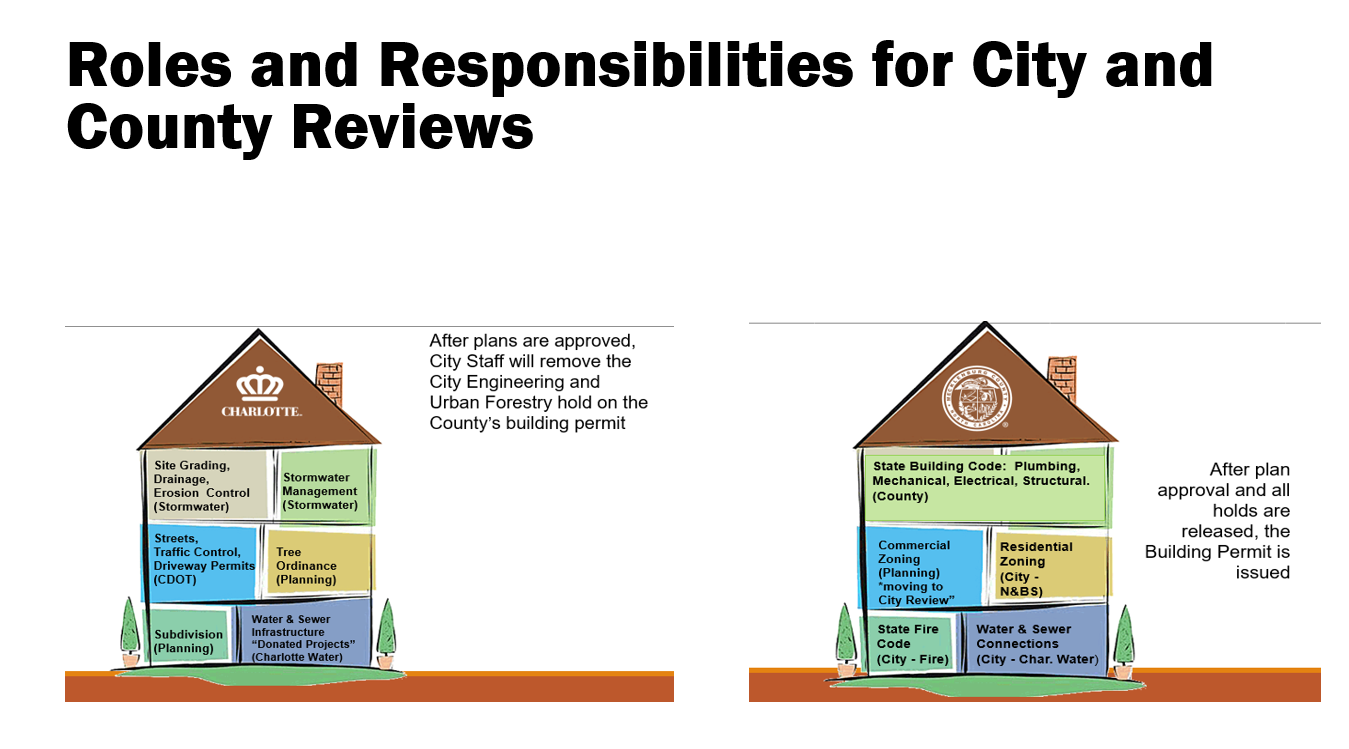 Roles and Responsibilities for City and
County Reviews
CHARLOTTE.
After plans are approved,
City Staff will remove the
City Engineering and
Urban Forestry hold on the
County’s building permit
Site Grading,
Drainage,
Erosion Control
(Stormwater)
Stormwater
Management
(Stormwater)
Streets,
Traffic Control,
Driveway Permits
(CDOT)
Tree
Ordinance
(Planning)
Subdivision
(Planning)
Water & Sewer
Infrastructure
“Donated Projects”
(Charlotte Water)
MECKLENBURG COUNTY
NORTH CAROLINA
®
State Building Code: Plumbing,
Mechanical, Electrical, Structural.
(County)
Commercial
Zoning
(Planning)
*moving to
City Review”
Residential
Zoning
(City -
N&BS)
State Fire
Code
(City - Fire)
Water & Sewer
Connections
(City - Char. Water)
After plan
approval and all
holds are
released, the
Building Permit is
issued